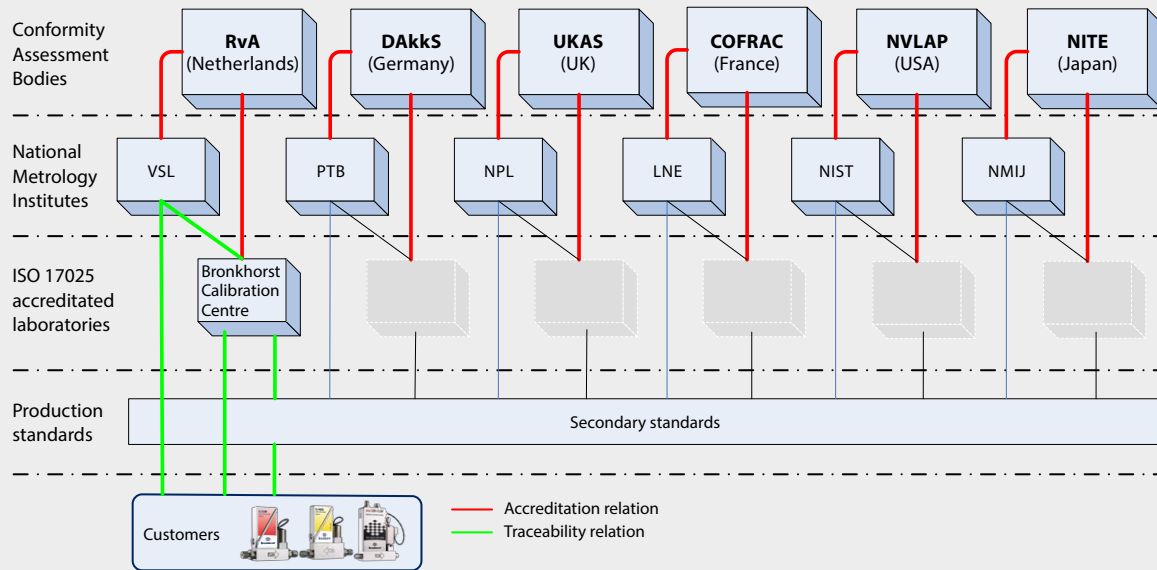 Conformity
Assessment
Bodies
RvA
(Netherlands)
DAkkS
(Germany)
UKAS
(UK)
COFRAC
(France)
NVLAP
(USA)
NITE
(Japan)
National
Metrology
Institutes
VSL
PTB
NPL
LNE
NIST
NMIJ
ISO 17025
accreditated
laboratories
Bronkhorst
Calibration
Centre
Production
standards
Secondary standards
Customers
Accreditation relation
Traceability relation